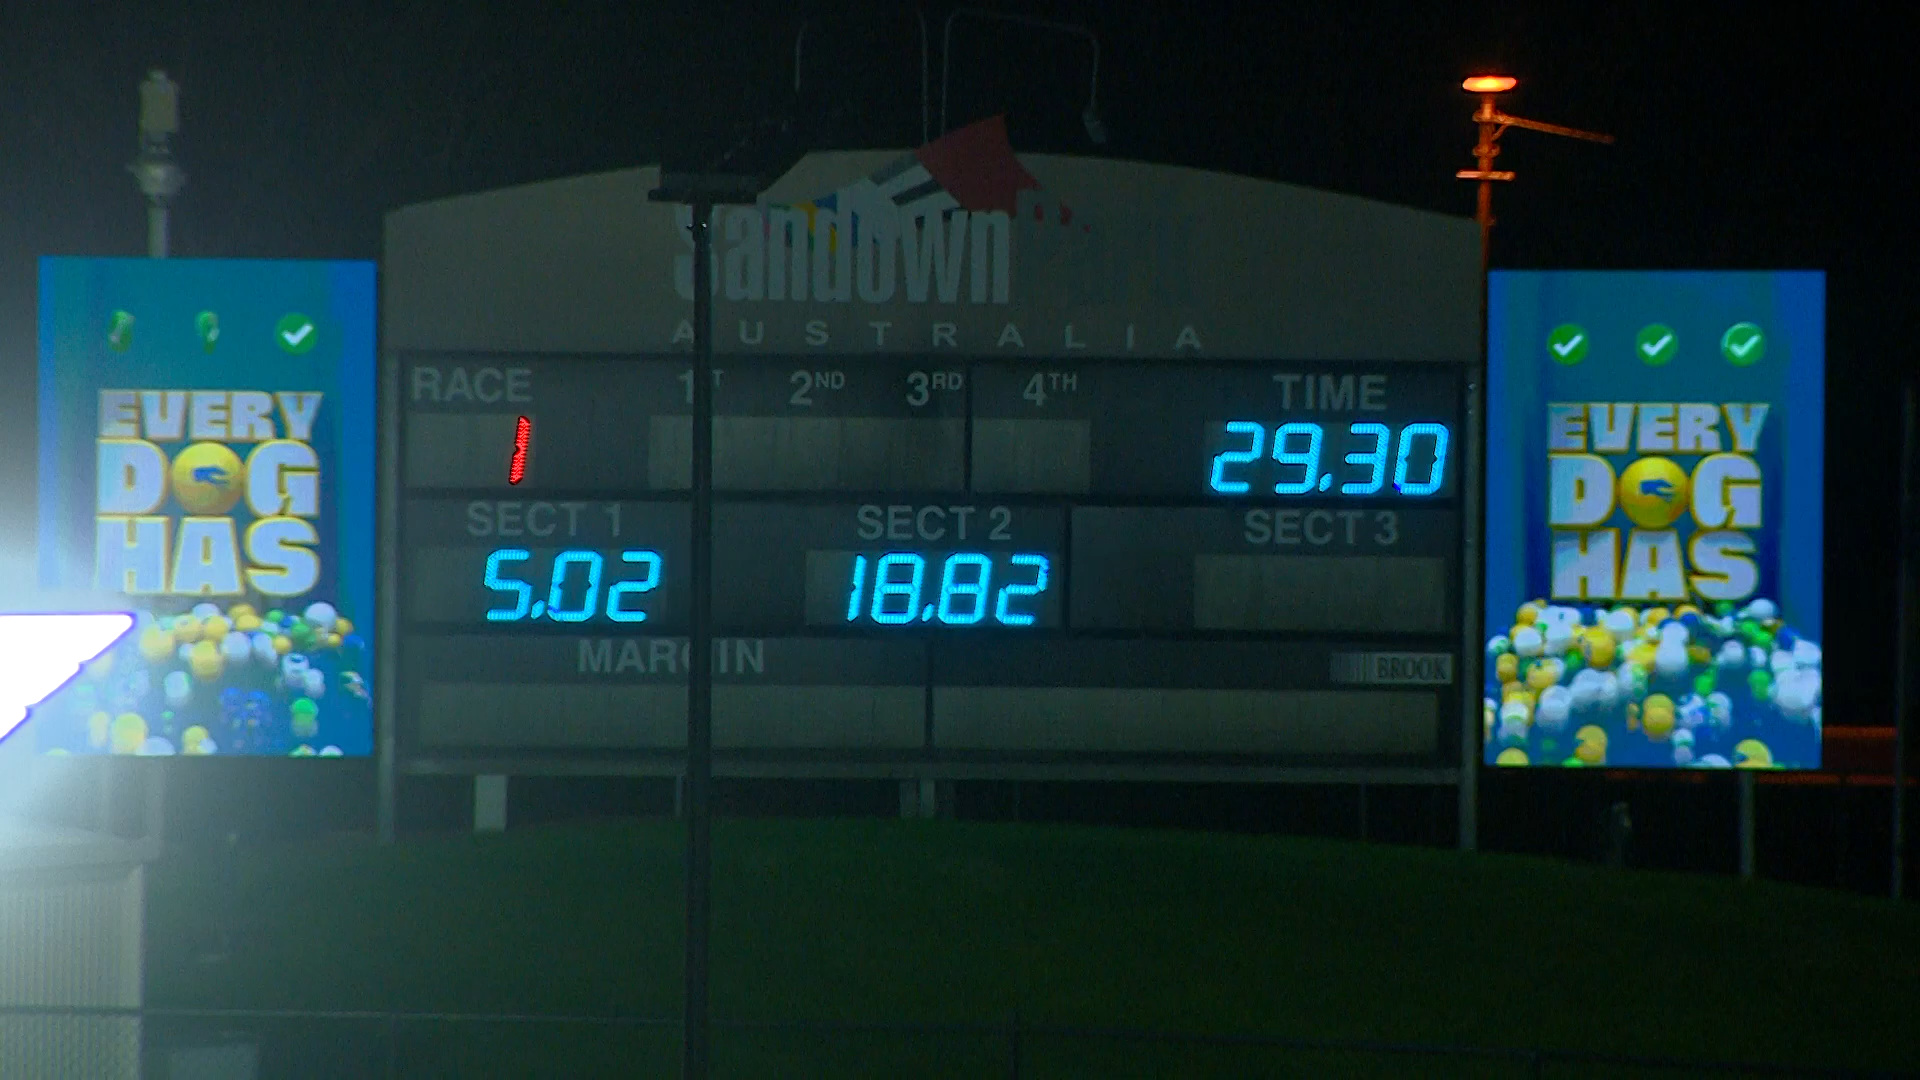 Sandown
AUSTRALIA
RACE 1ST 2ND 3RD 4TH TIME
1 29.30
SECT 1 SECT 2 SECT 3
5.02 18.82
MARGIN
BROOK
EVERY
DOG
HAS
EVERY
DOG
HAS